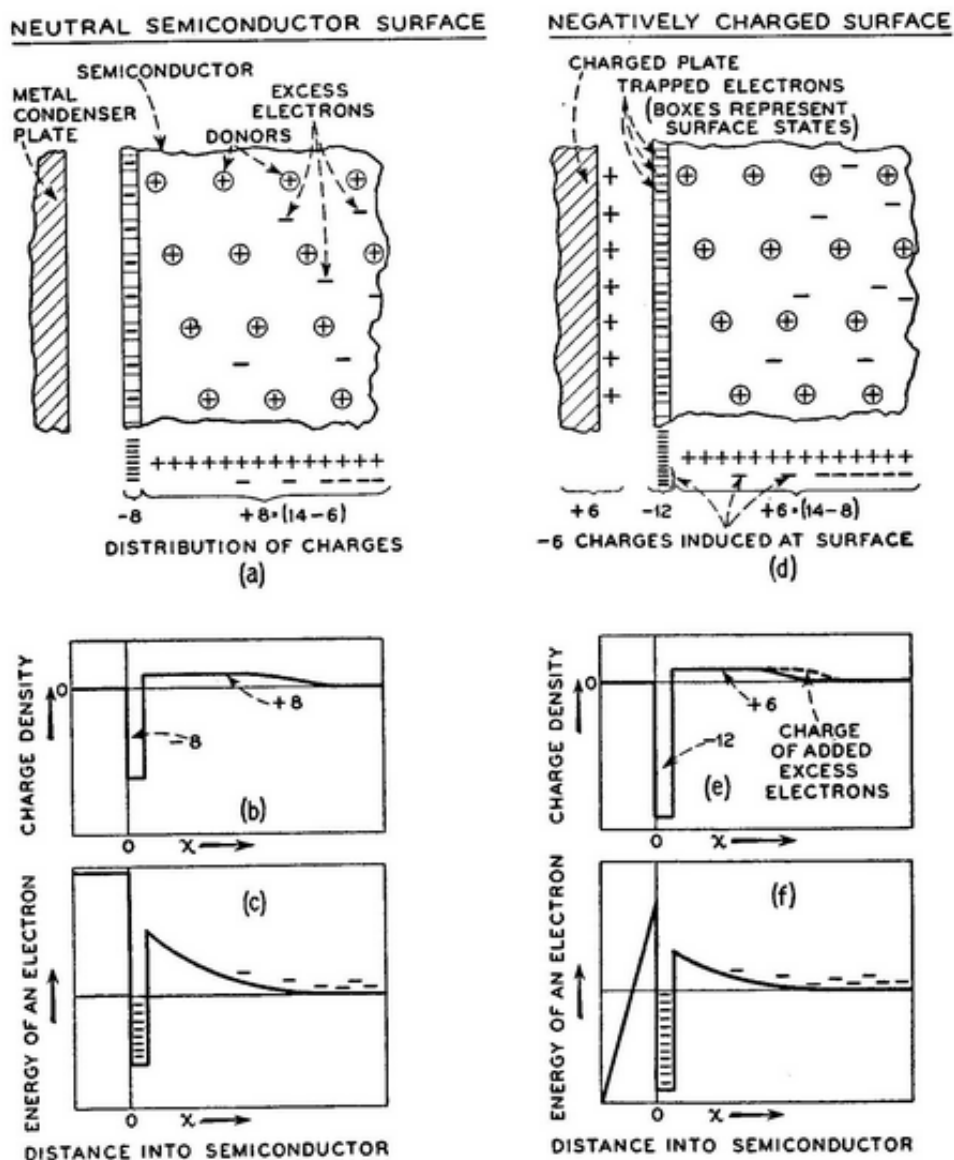 NEUTRAL SEMICONDUCTOR SURFACE
SEMICONDUCTOR
METAL
CONDENSER
PLATE
EXCESS
ELECTRONS
DONORS
-8
+8=(14-6)
DISTRIBUTION OF CHARGES
(a)
NEGATIVELY CHARGED SURFACE
CHARGED PLATE
TRAPPED ELECTRONS
(BOXES REPRESENT
SURFACE STATES)
+6
-12
+6=(14-8)
-6 CHARGES INDUCED AT SURFACE
(d)
CHARGE DENSITY
0
-8
+8
(b)
0
x
CHARGE DENSITY
0
-12
+6
CHARGE
OF ADDED
EXCESS
ELECTRONS
(e)
0
x
ENERGY OF AN ELECTRON
(c)
0
x
DISTANCE INTO SEMICONDUCTOR
ENERGY OF AN ELECTRON
(f)
0
x
DISTANCE INTO SEMICONDUCTOR